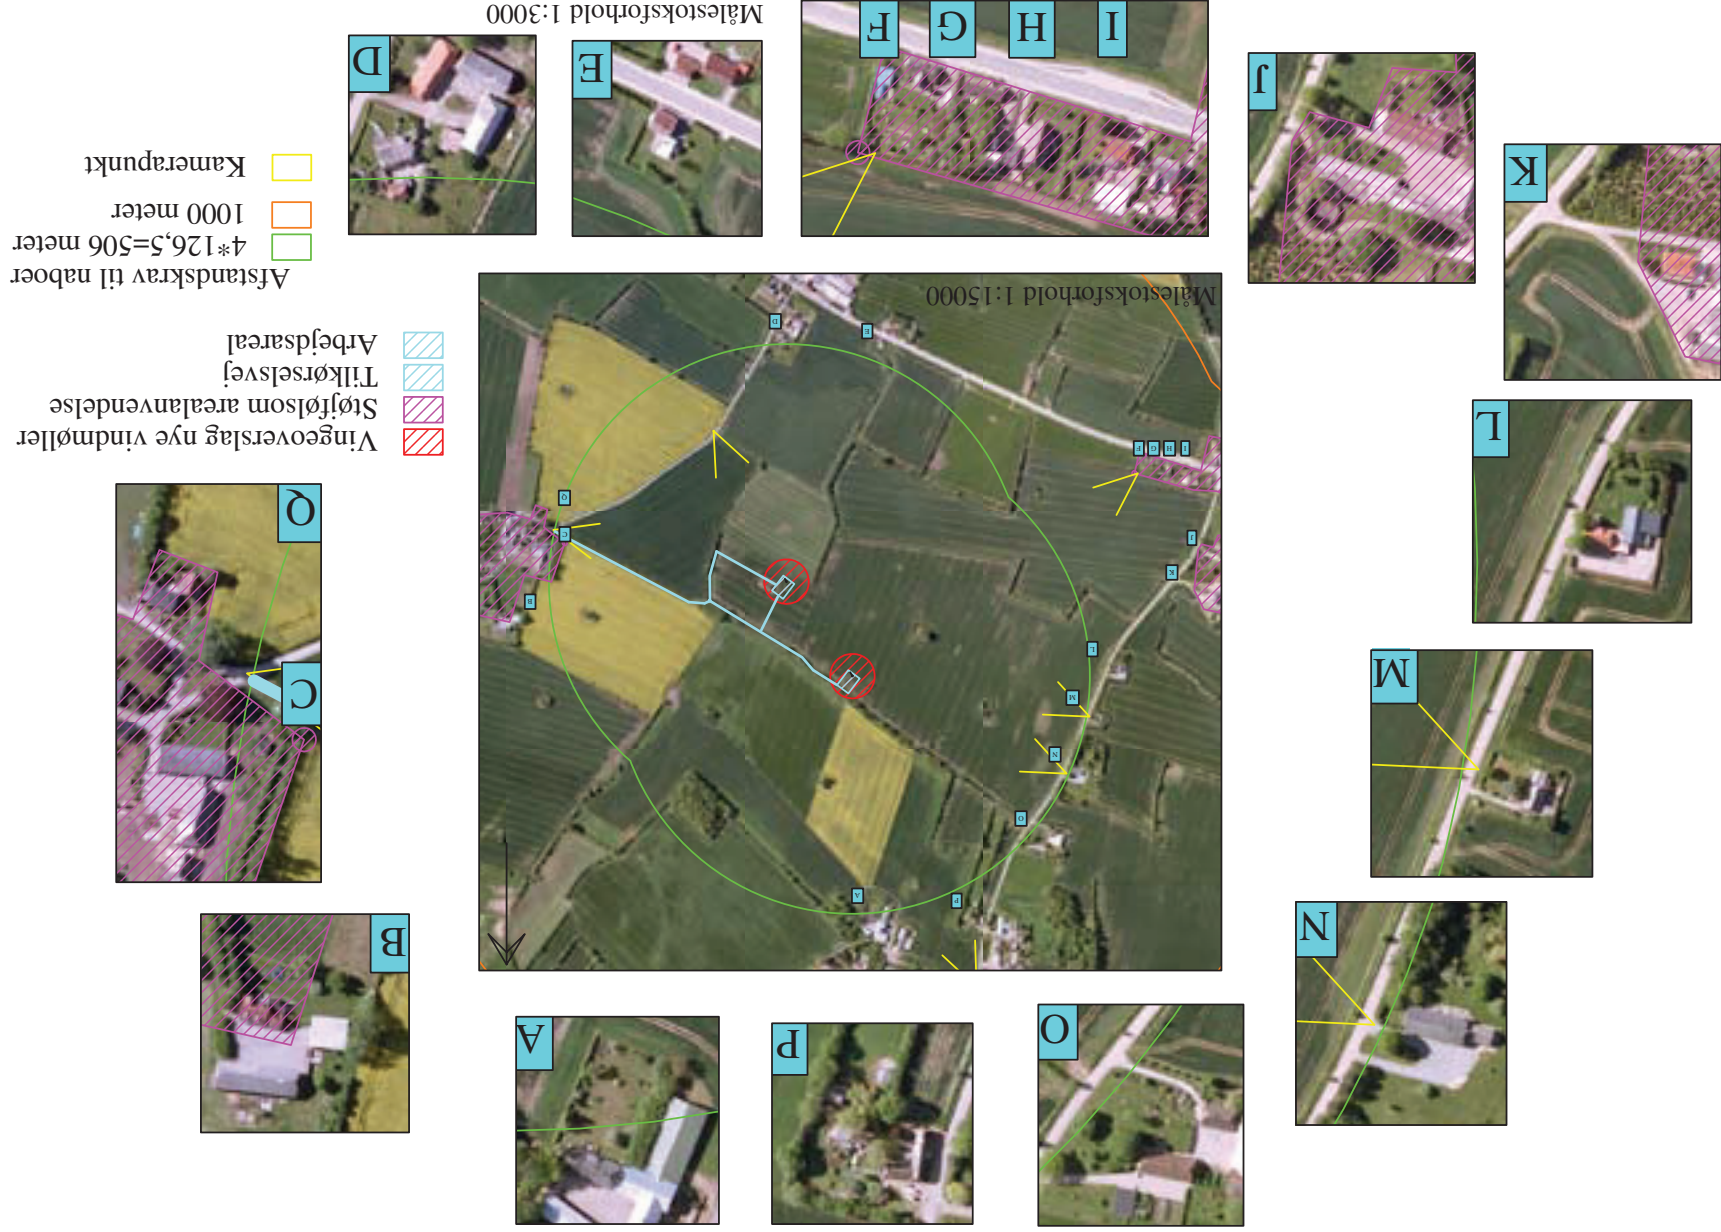 O
P
A
N
B
M
C
Q
L
K
J
I
H
G
F
E
D
P
A
O
N
M
L
B
K
J
C
Q
I
H
G
F
E
D
Målestoksforhold 1:15000
Vingeoverslag nye vindmøller
Støjfølsom arealanvendelse
Tilkørselsvej
Arbejdsareal
Afstandskrav til naboer
4*126,5=506 meter
1000 meter
Kamerapunkt
Målestoksforhold 1:3000